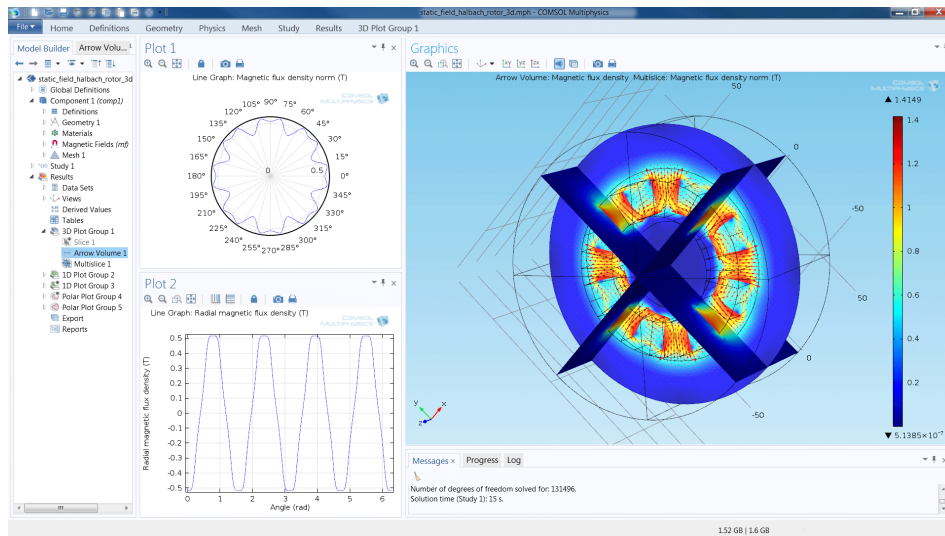 static_field_halbach_rotor_3d.mph - COMSOL Multiphysics
File Home Definitions Geometry Physics Mesh Study Results 3D Plot Group 1
Model Builder Arrow Volu...
static_field_halbach_rotor_3d
Global Definitions
Component 1 (comp1)
Definitions
Geometry 1
Materials
Magnetic Fields (mf)
Mesh 1
Study 1
Results
Data Sets
Views
Derived Values
Tables
3D Plot Group 1
Slice 1
Arrow Volume 1
Multislice 1
1D Plot Group 2
1D Plot Group 3
Polar Plot Group 4
Polar Plot Group 5
Export
Reports
Plot 1
Line Graph: Magnetic flux density norm (T)
COMSOL
MULTIPHYSICS
105° 90° 75°
120° 60°
135° 45°
150° 30°
165° 15°
180° 0 0.5 0°
195° 345°
210° 330°
225° 315°
240° 300°
255° 270° 285°
Plot 2
Line Graph: Radial magnetic flux density (T)
COMSOL
MULTIPHYSICS
Radial magnetic flux density (T)
0.5
0.4
0.3
0.2
0.1
0
-0.1
-0.2
-0.3
-0.4
-0.5
0 1 2 3 4 5 6
Angle (rad)
Graphics
Arrow Volume: Magnetic flux density Multislice: Magnetic flux density norm (T)
COMSOL
MULTIPHYSICS
50
0
-50
50
0
-50
y x
z
▲ 1.4149
1.4
1.2
1
0.8
0.6
0.4
0.2
▼ 5.1385×10⁻⁷
Messages Progress Log
Number of degrees of freedom solved for: 131496.
Solution time (Study 1): 15 s.
1.52 GB | 1.6 GB